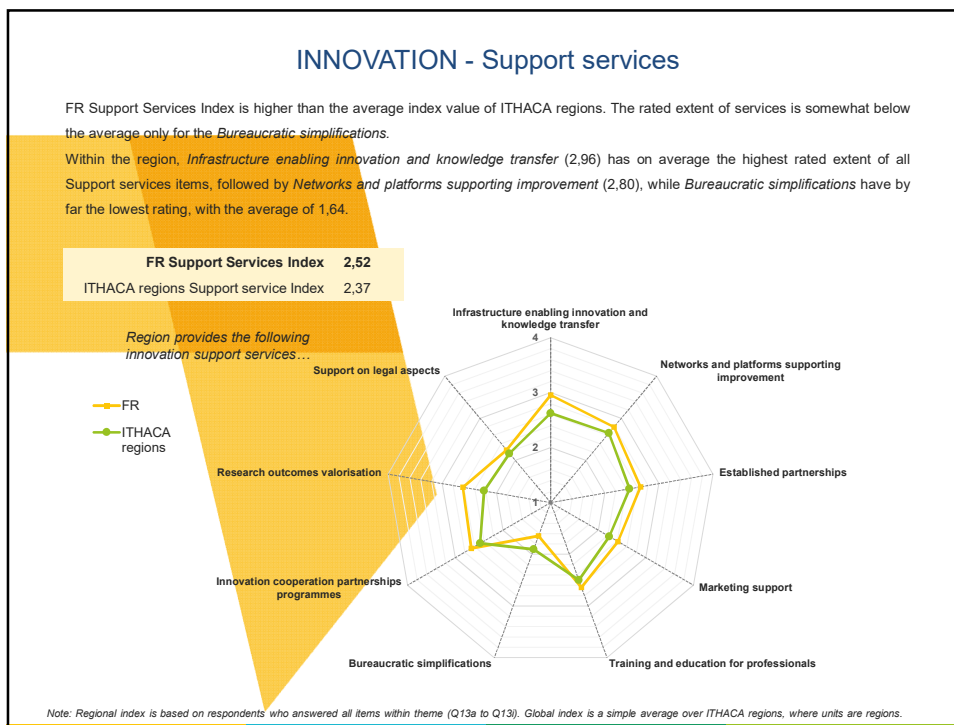 INNOVATION - Support services
FR Support Services Index is higher than the average index value of ITHACA regions. The rated extent of services is somewhat below
the average only for the Bureaucratic simplifications.
Within the region, Infrastructure enabling innovation and knowledge transfer (2,96) has on average the highest rated extent of all
Support services items, followed by Networks and platforms supporting improvement (2,80), while Bureaucratic simplifications have by
far the lowest rating, with the average of 1,64.
FR Support Services Index 2,52
ITHACA regions Support service Index 2,37
Region provides the following
innovation support services…
FR
ITHACA
regions
Infrastructure enabling innovation and
knowledge transfer
Networks and platforms supporting
improvement
Established partnerships
Marketing support
Training and education for professionals
Bureaucratic simplifications
Innovation cooperation partnerships
programmes
Research outcomes valorisation
Support on legal aspects
4
3
2
1
Note: Regional index is based on respondents who answered all items within theme (Q13a to Q13i). Global index is a simple average over ITHACA regions, where units are regions.